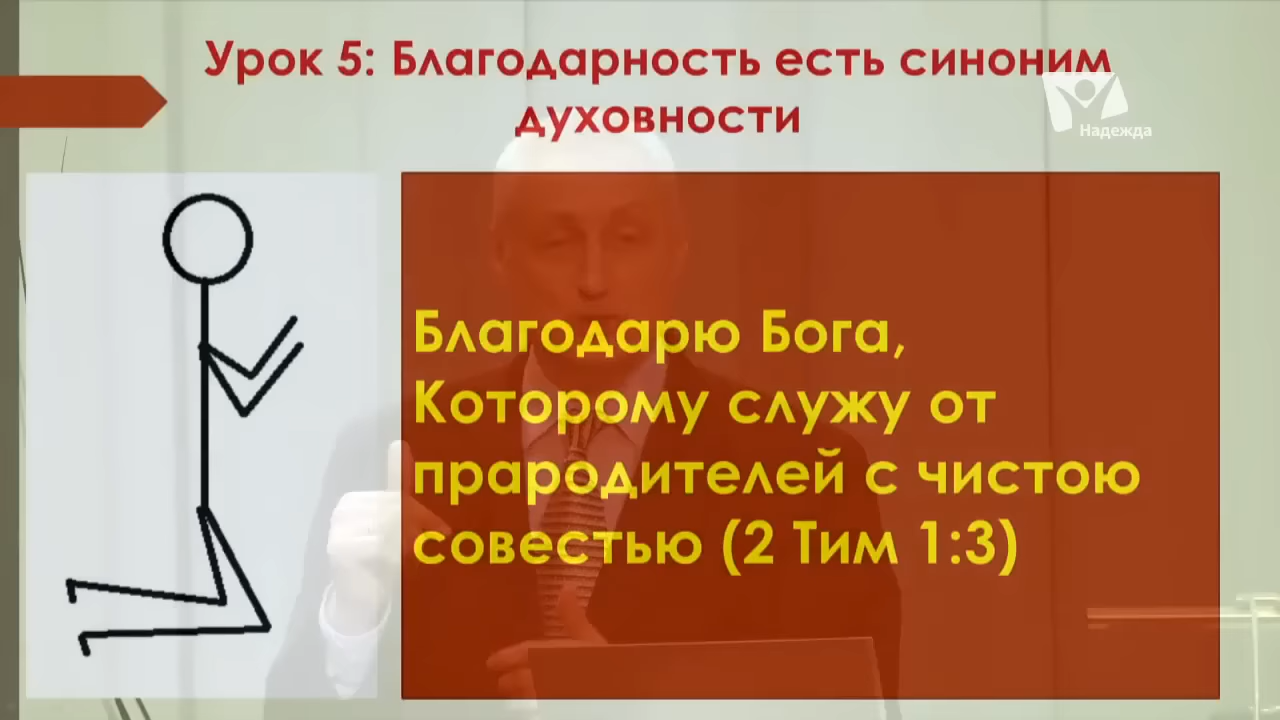 Урок 5: Благодарность есть синоним
духовности
Надежда
Благодарю Бога,
Которому служу от
прародителей с чистою
совестью (2 Тим 1:3)